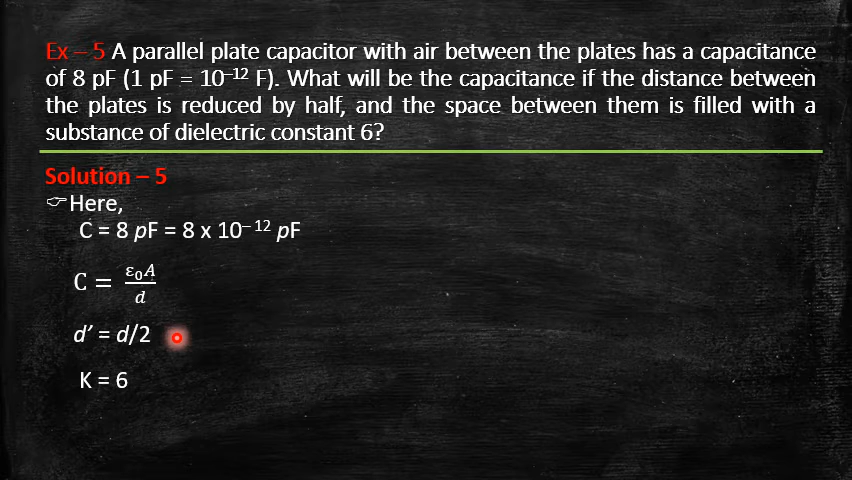 Ex – 5 A parallel plate capacitor with air between the plates has a capacitance
of 8 pF (1 pF = 10⁻¹² F). What will be the capacitance if the distance between
the plates is reduced by half, and the space between them is filled with a
substance of dielectric constant 6?
Solution – 5
☞Here,
C = 8 pF = 8 x 10⁻¹² pF
C = ε₀A/d
d’ = d/2
K = 6